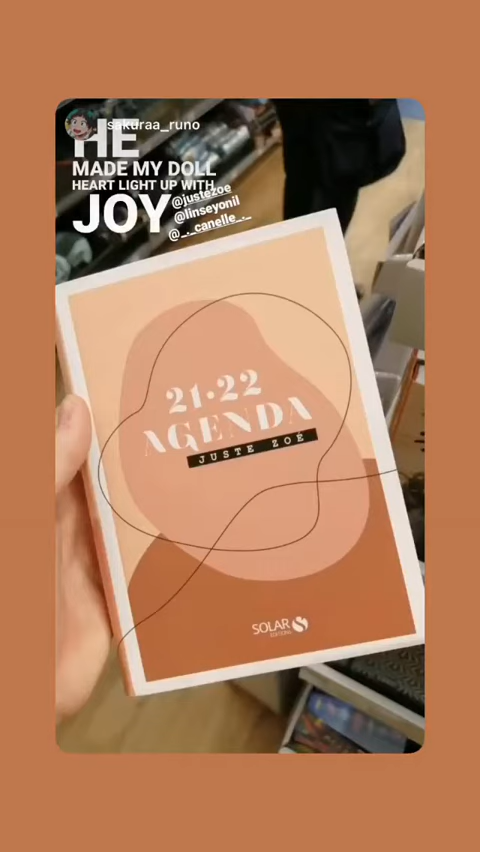 sakuraa_runo
HE
MADE MY DOLL
HEART LIGHT UP WITH
JOY
@justezoe
@linseyonil
@_._canelle_._
21·22
AGENDA
JUSTE ZOÉ
SOLAR S
ÉDITIONS